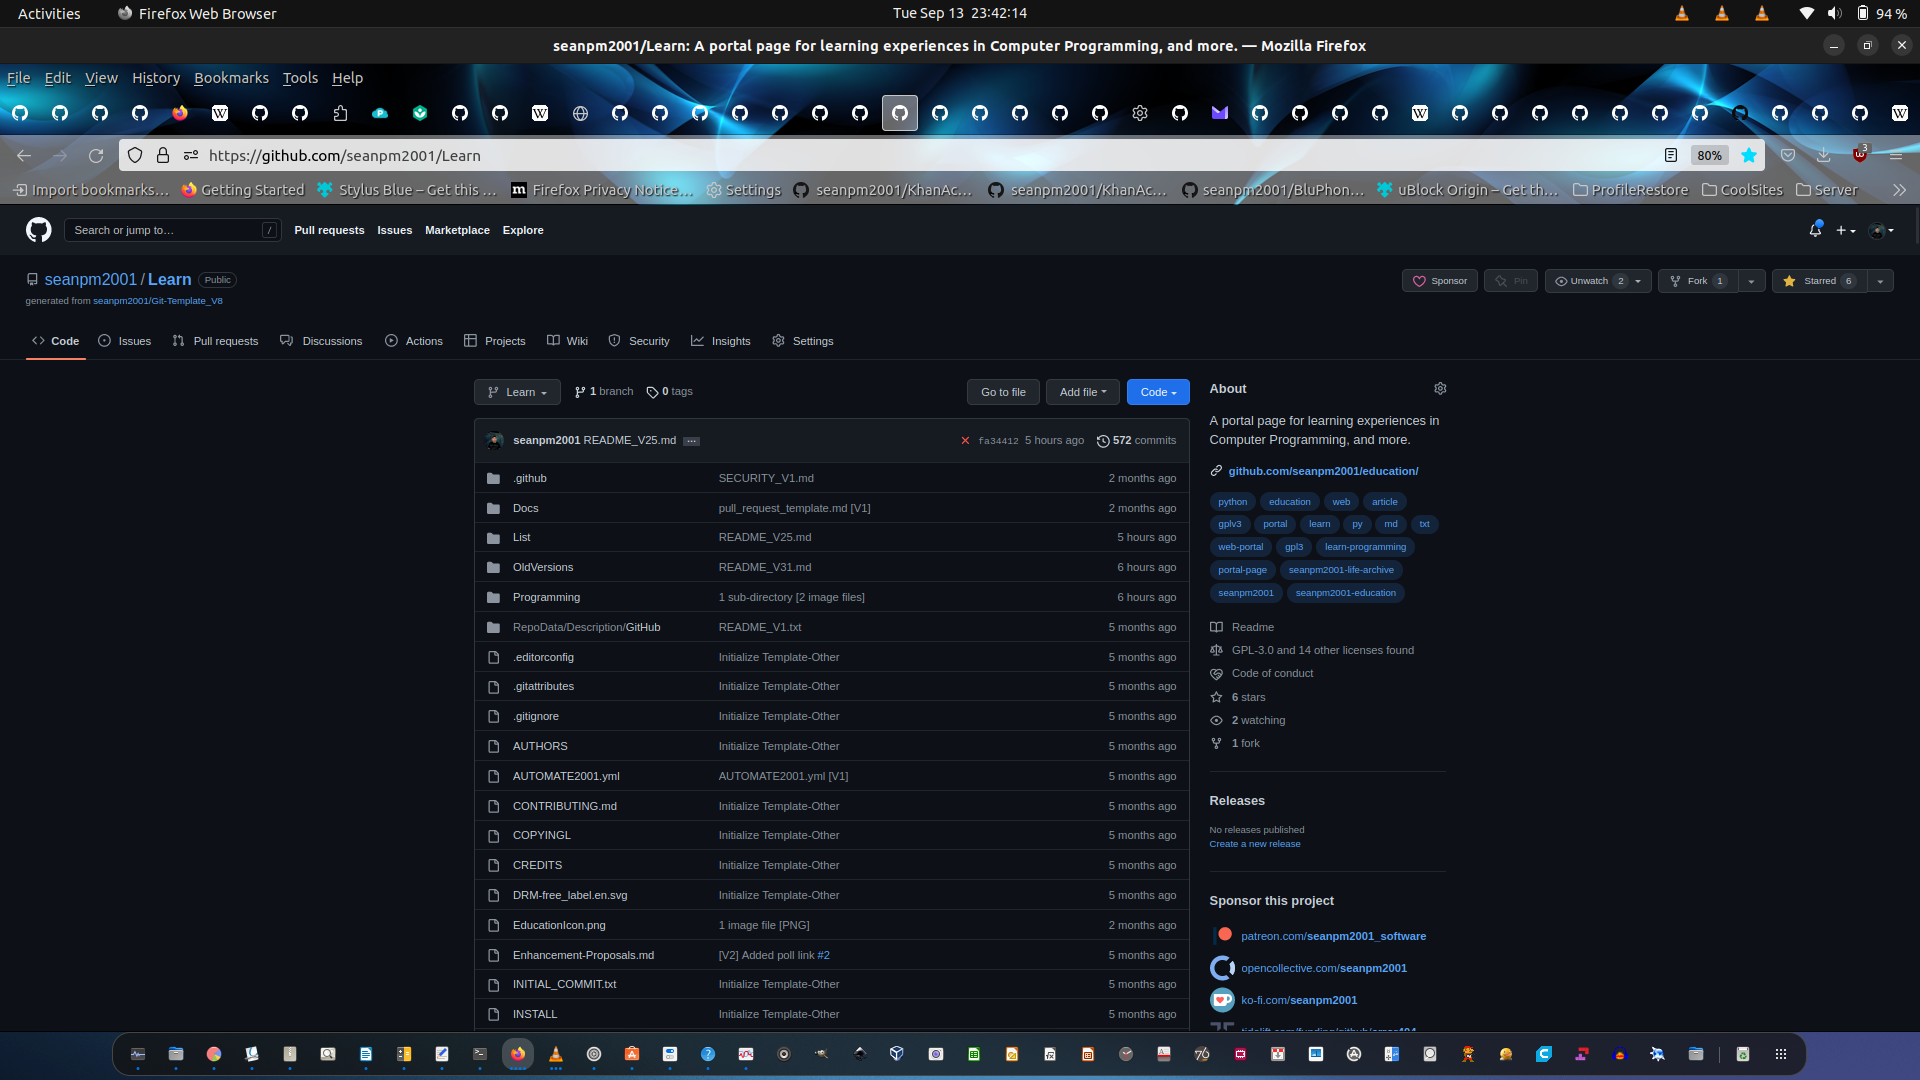 Activities
Firefox Web Browser
Tue Sep 13 23:42:14
94 %
seanpm2001/Learn: A portal page for learning experiences in Computer Programming, and more. — Mozilla Firefox
File Edit View History Bookmarks Tools Help
https://github.com/seanpm2001/Learn
80%
3
Import bookmarks… Getting Started Stylus Blue – Get this … Firefox Privacy Notice… Settings seanpm2001/KhanAc… seanpm2001/KhanAc… seanpm2001/BluPhon… uBlock Origin – Get th… ProfileRestore CoolSites Server
Search or jump to… / Pull requests Issues Marketplace Explore
seanpm2001 / Learn Public
generated from seanpm2001/Git-Template_V8
Sponsor Pin Unwatch 2 Fork 1 Starred 6
Code Issues Pull requests Discussions Actions Projects Wiki Security Insights Settings
Learn 1 branch 0 tags Go to file Add file Code
seanpm2001 README_V25.md ... fa34412 5 hours ago 572 commits
.github SECURITY_V1.md 2 months ago
Docs pull_request_template.md [V1] 2 months ago
List README_V25.md 5 hours ago
OldVersions README_V31.md 6 hours ago
Programming 1 sub-directory [2 image files] 6 hours ago
RepoData/Description/GitHub README_V1.txt 5 months ago
.editorconfig Initialize Template-Other 5 months ago
.gitattributes Initialize Template-Other 5 months ago
.gitignore Initialize Template-Other 5 months ago
AUTHORS Initialize Template-Other 5 months ago
AUTOMATE2001.yml AUTOMATE2001.yml [V1] 5 months ago
CONTRIBUTING.md Initialize Template-Other 5 months ago
COPYINGL Initialize Template-Other 5 months ago
CREDITS Initialize Template-Other 5 months ago
DRM-free_label.en.svg Initialize Template-Other 5 months ago
EducationIcon.png 1 image file [PNG] 2 months ago
Enhancement-Proposals.md [V2] Added poll link #2 5 months ago
INITIAL_COMMIT.txt Initialize Template-Other 5 months ago
INSTALL Initialize Template-Other 5 months ago
About
A portal page for learning experiences in
Computer Programming, and more.
github.com/seanpm2001/education/
python education web article
gplv3 portal learn py md txt
web-portal gpl3 learn-programming
portal-page seanpm2001-life-archive
seanpm2001 seanpm2001-education
Readme
GPL-3.0 and 14 other licenses found
Code of conduct
6 stars
2 watching
1 fork
Releases
No releases published
Create a new release
Sponsor this project
patreon.com/seanpm2001_software
opencollective.com/seanpm2001
ko-fi.com/seanpm2001